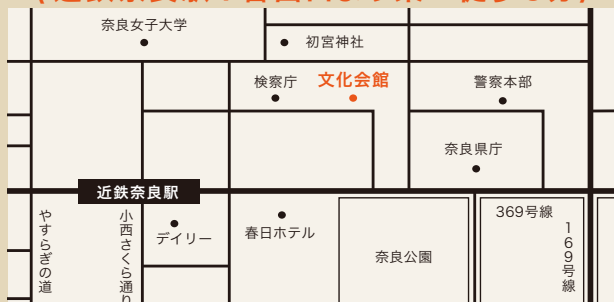 奈良女子大学
初宮神社
検察庁
文化会館
警察本部
奈良県庁
近鉄奈良駅
やすらぎの道
小西さくら通り
デイリー
春日ホテル
奈良公園
369号線
169号線